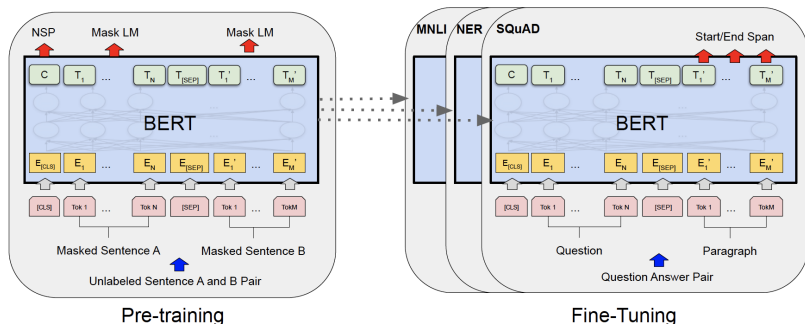 NSP Mask LM Mask LM
C T1 ... TN T[SEP] T1' ... TM'
BERT
E[CLS] E1 ... EN E[SEP] E1' ... EM'
[CLS] Tok 1 ... Tok N [SEP] Tok 1 ... TokM
Masked Sentence A Masked Sentence B
Unlabeled Sentence A and B Pair
Pre-training
MNLI NER SQuAD
Start/End Span
C T1 ... TN T[SEP] T1' ... TM'
BERT
E[CLS] E1 ... EN E[SEP] E1' ... EM'
[CLS] Tok 1 ... Tok N [SEP] Tok 1 ... TokM
Question Paragraph
Question Answer Pair
Fine-Tuning